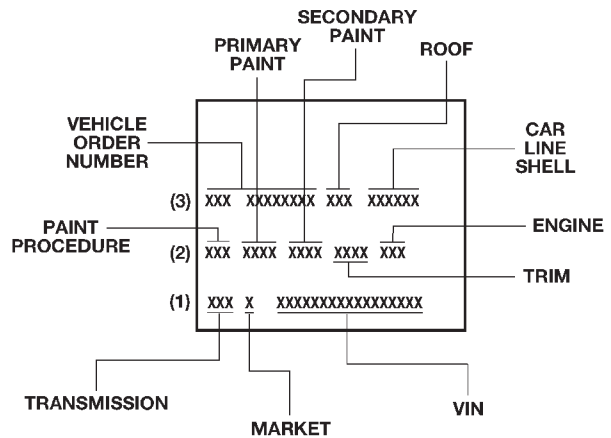 SECONDARY
PAINT
PRIMARY
PAINT
ROOF
VEHICLE
ORDER
NUMBER
CAR
LINE
SHELL
(3) XXX XXXXXXXX XXX XXXXXX
PAINT
PROCEDURE
ENGINE
(2) XXX XXXX XXXX XXXX XXX
TRIM
(1) XXX X XXXXXXXXXXXXXXXXX
TRANSMISSION
MARKET
VIN